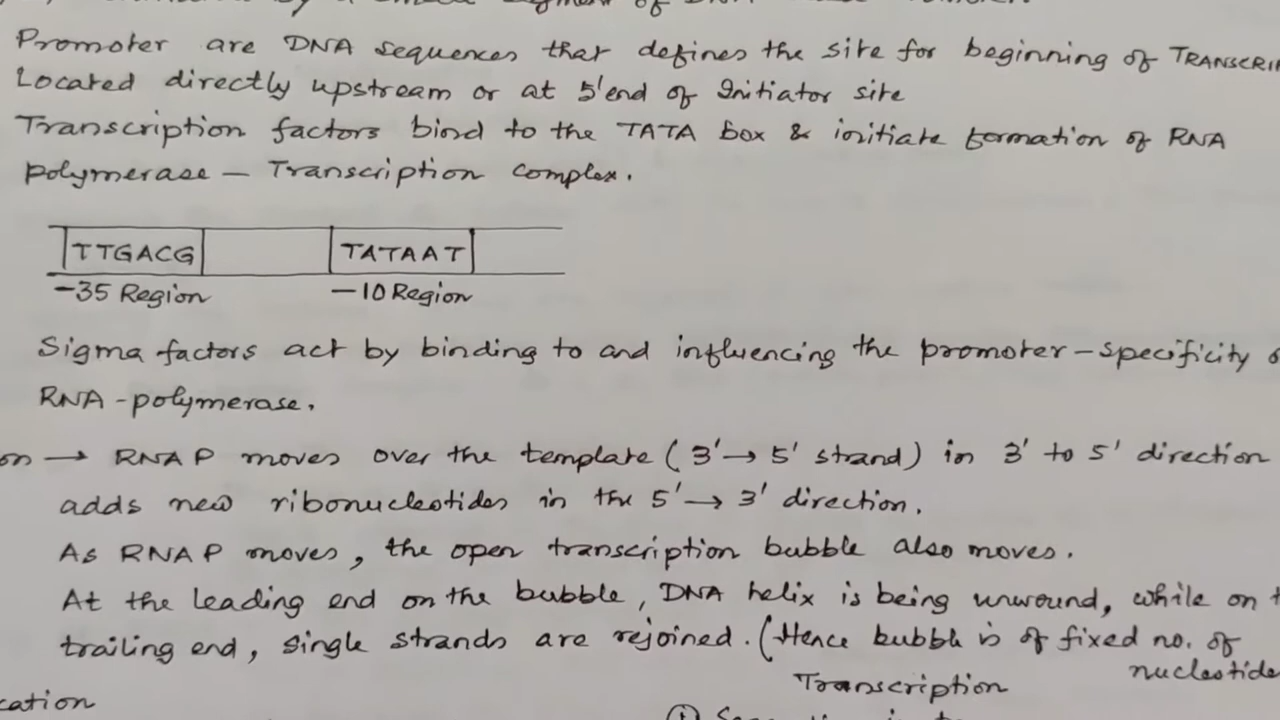 Promoter are DNA sequences that defines the site for beginning of TRANSCRI
Located directly upstream or at 5' end of Initiator site
Transcription factors bind to the TATA box & initiate formation of RNA
polymerase – Transcription complex.
TTGACG TATAAT
-35 Region -10 Region
Sigma factors act by binding to and influencing the promoter-specificity o
RNA-polymerase.
on → RNAP moves over the template (3' → 5' strand) in 3' to 5' direction
adds new ribonucleotides in the 5' → 3' direction.
As RNAP moves, the open transcription bubble also moves.
At the leading end on the bubble, DNA helix is being unwound, while on t
trailing end, single strands are rejoined. (Hence bubble is of fixed no. of
nucleotide
Transcription
cation